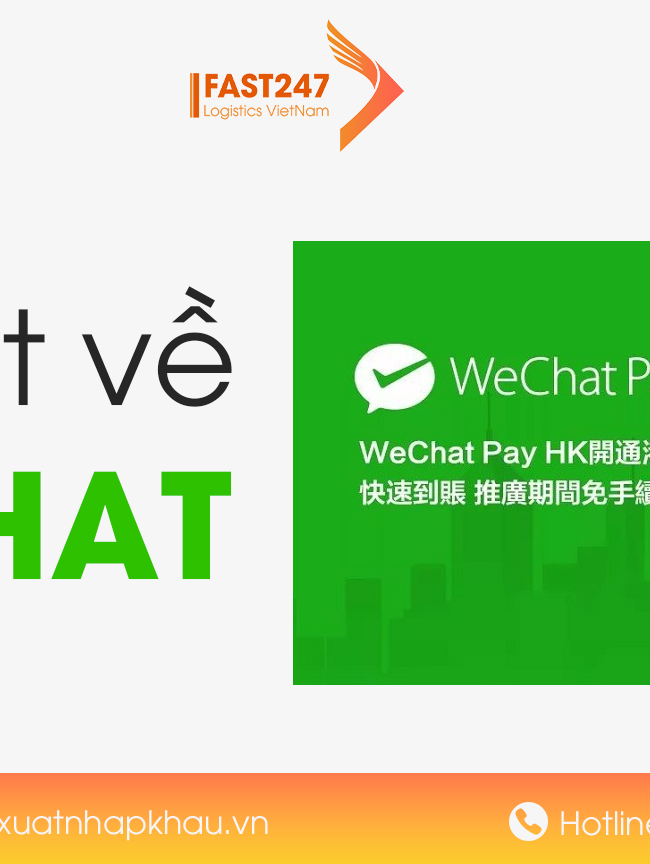 FAST247
Logistics VietNam
t về
HAT
WeChat P
WeChat Pay HK開通
快速到賬 推廣期間免手續
xuatnhapkhau.vn
Hotline